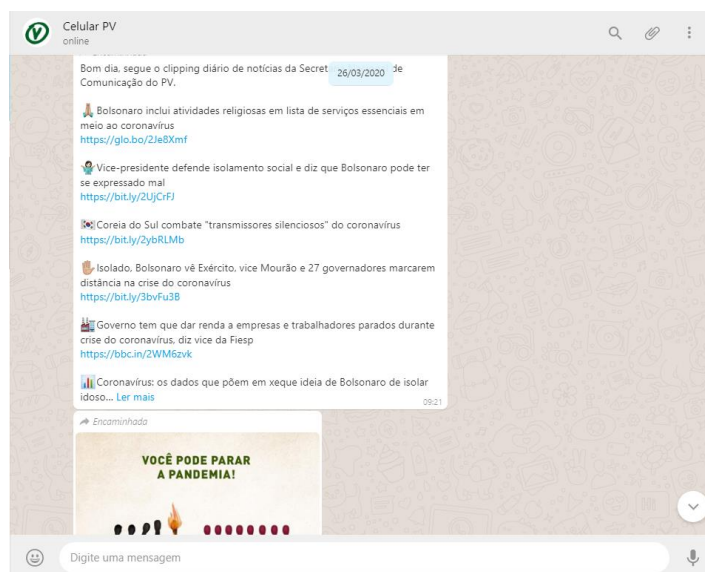 Celular PV
online
Bom dia, segue o clipping diário de notícias da Secret
26/03/2020
de
Comunicação do PV.
Bolsonaro inclui atividades religiosas em lista de serviços essenciais em
meio ao coronavírus
https://glo.bo/2Je8Xmf
Vice-presidente defende isolamento social e diz que Bolsonaro pode ter
se expressado mal
https://bit.ly/2UjCrFJ
Coreia do Sul combate "transmissores silenciosos" do coronavírus
https://bit.ly/2ybRLMb
Isolado, Bolsonaro vê Exército, vice Mourão e 27 governadores marcarem
distância na crise do coronavírus
https://bit.ly/3bvFu3B
Governo tem que dar renda a empresas e trabalhadores parados durante
crise do coronavírus, diz vice da Fiesp
https://bbc.in/2WM6zvk
Coronavírus: os dados que põem em xeque ideia de Bolsonaro de isolar
idoso... Ler mais
09:21
Encaminhada
VOCÊ PODE PARAR
A PANDEMIA!
Digite uma mensagem